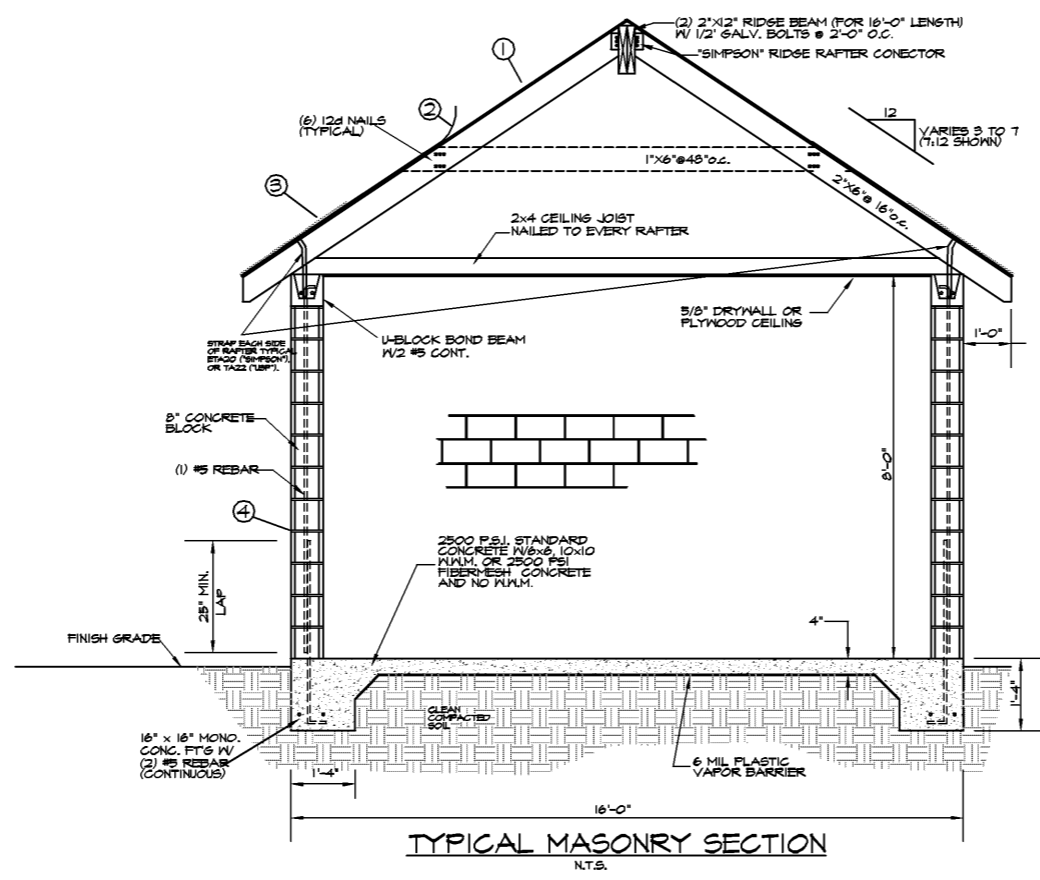 (2) 2"X12" RIDGE BEAM (FOR 16'-0" LENGTH)
W/ 1/2' GALV. BOLTS @ 2'-0" O.C.
"SIMPSON" RIDGE RAFTER CONECTOR
1
2
(6) 12d NAILS
(TYPICAL)
12
VARIES 3 TO 7
(7:12 SHOWN)
1"X6"@48"o.c.
2"X6"@ 16"o.c.
3
2x4 CEILING JOIST
NAILED TO EVERY RAFTER
5/8" DRYWALL OR
PLYWOOD CEILING
1'-0"
U-BLOCK BOND BEAM
W/2 #5 CONT.
STRAP EACH SIDE
OF RAFTER TYPICAL
ETA20 ("SIMPSON"),
OR TA22 ("USP").
8" CONCRETE
BLOCK
(1) #5 REBAR
4
8'-0"
2500 P.S.I. STANDARD
CONCRETE W/6x6, 10x10
W.W.M. OR 2500 PSI
FIBERMESH CONCRETE
AND NO W.W.M.
25" MIN.
LAP
FINISH GRADE
4"
1'-4"
CLEAN
COMPACTED
SOIL
16" x 16" MONO.
CONC. FTG W/
(2) #5 REBAR
(CONTINUOUS)
6 MIL PLASTIC
VAPOR BARRIER
1'-4"
16'-0"
TYPICAL MASONRY SECTION
N.T.S.